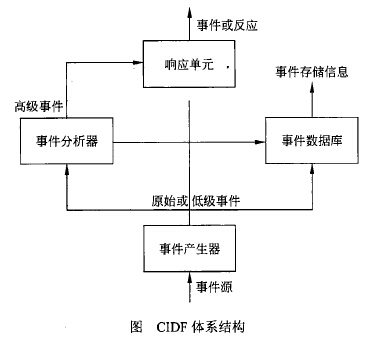 事件或反应
响应单元
事件存储信息
高级事件
事件分析器
事件数据库
原始或低级事件
事件产生器
事件源
图 CIDF 体系结构